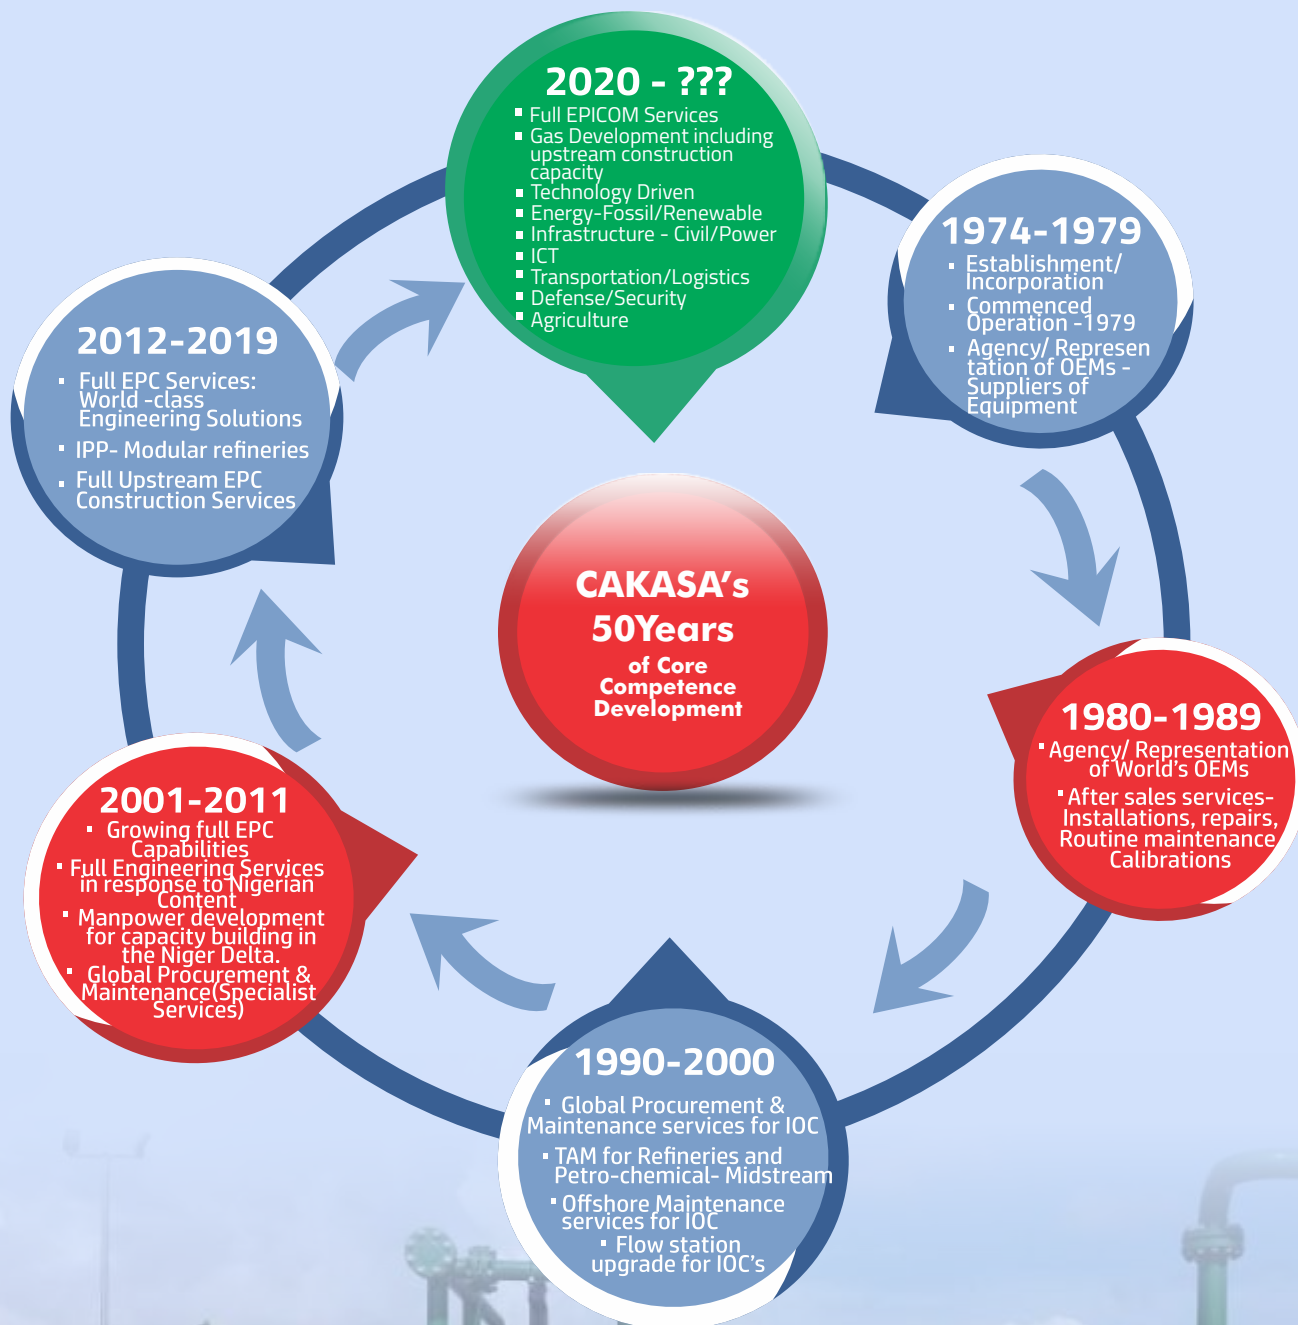 CAKASA’s
50Years
of Core
Competence
Development
2020 - ???
▪ Full EPICOM Services
▪ Gas Development including
upstream construction
capacity
▪ Technology Driven
▪ Energy-Fossil/Renewable
▪ Infrastructure - Civil/Power
▪ ICT
▪ Transportation/Logistics
▪ Defense/Security
▪ Agriculture
1974-1979
▪ Establishment/
Incorporation
▪ Commenced
Operation -1979
▪ Agency/ Represen
tation of OEMs -
Suppliers of
Equipment
1980-1989
▪ Agency/ Representation
of World’s OEMs
▪ After sales services-
Installations, repairs,
Routine maintenance
Calibrations
1990-2000
▪ Global Procurement &
Maintenance services for IOC
▪ TAM for Refineries and
Petro-chemical- Midstream
▪ Offshore Maintenance
services for IOC
▪ Flow station
upgrade for IOC’s
2001-2011
▪ Growing full EPC
Capabilities
▪ Full Engineering Services
in response to Nigerian
Content
▪ Manpower development
for capacity building in
the Niger Delta.
▪ Global Procurement &
Maintenance(Specialist
Services)
2012-2019
▪ Full EPC Services:
World -class
Engineering Solutions
▪ IPP- Modular refineries
▪ Full Upstream EPC
Construction Services